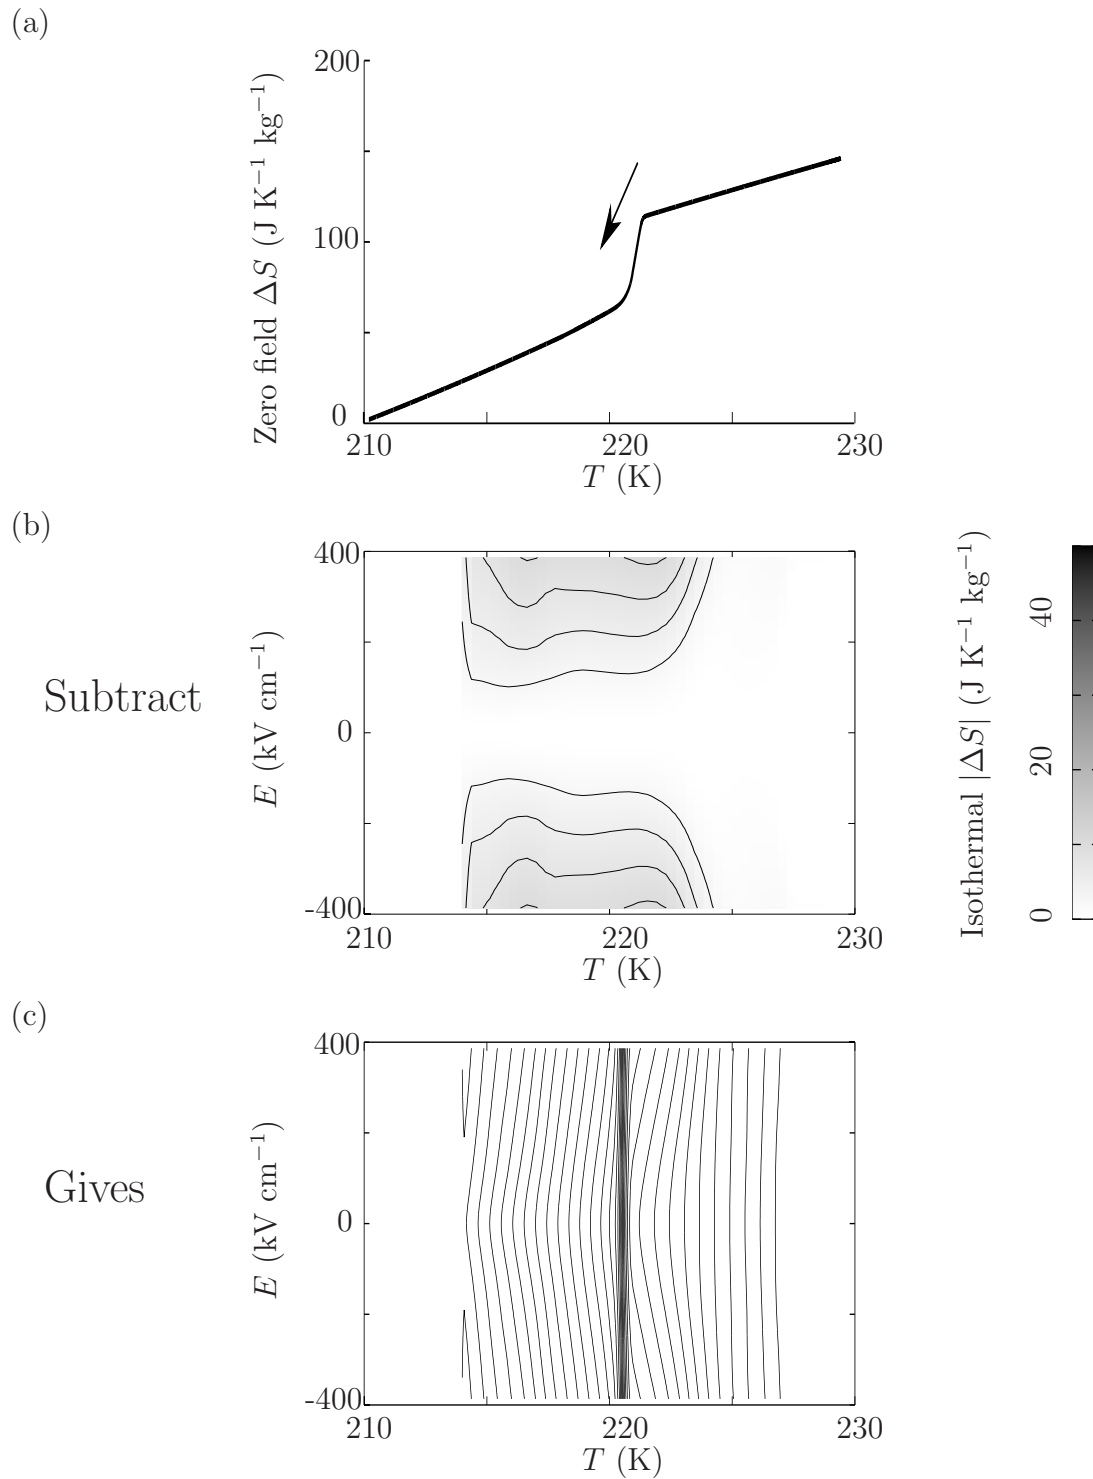 (a)
Zero field ΔS (J K⁻¹ kg⁻¹)
200
100
0
210 220 230
T (K)
(b)
Subtract
E (kV cm⁻¹)
400
0
-400
210 220 230
T (K)
Isothermal |ΔS| (J K⁻¹ kg⁻¹)
0 20 40
(c)
Gives
E (kV cm⁻¹)
400
0
-400
210 220 230
T (K)